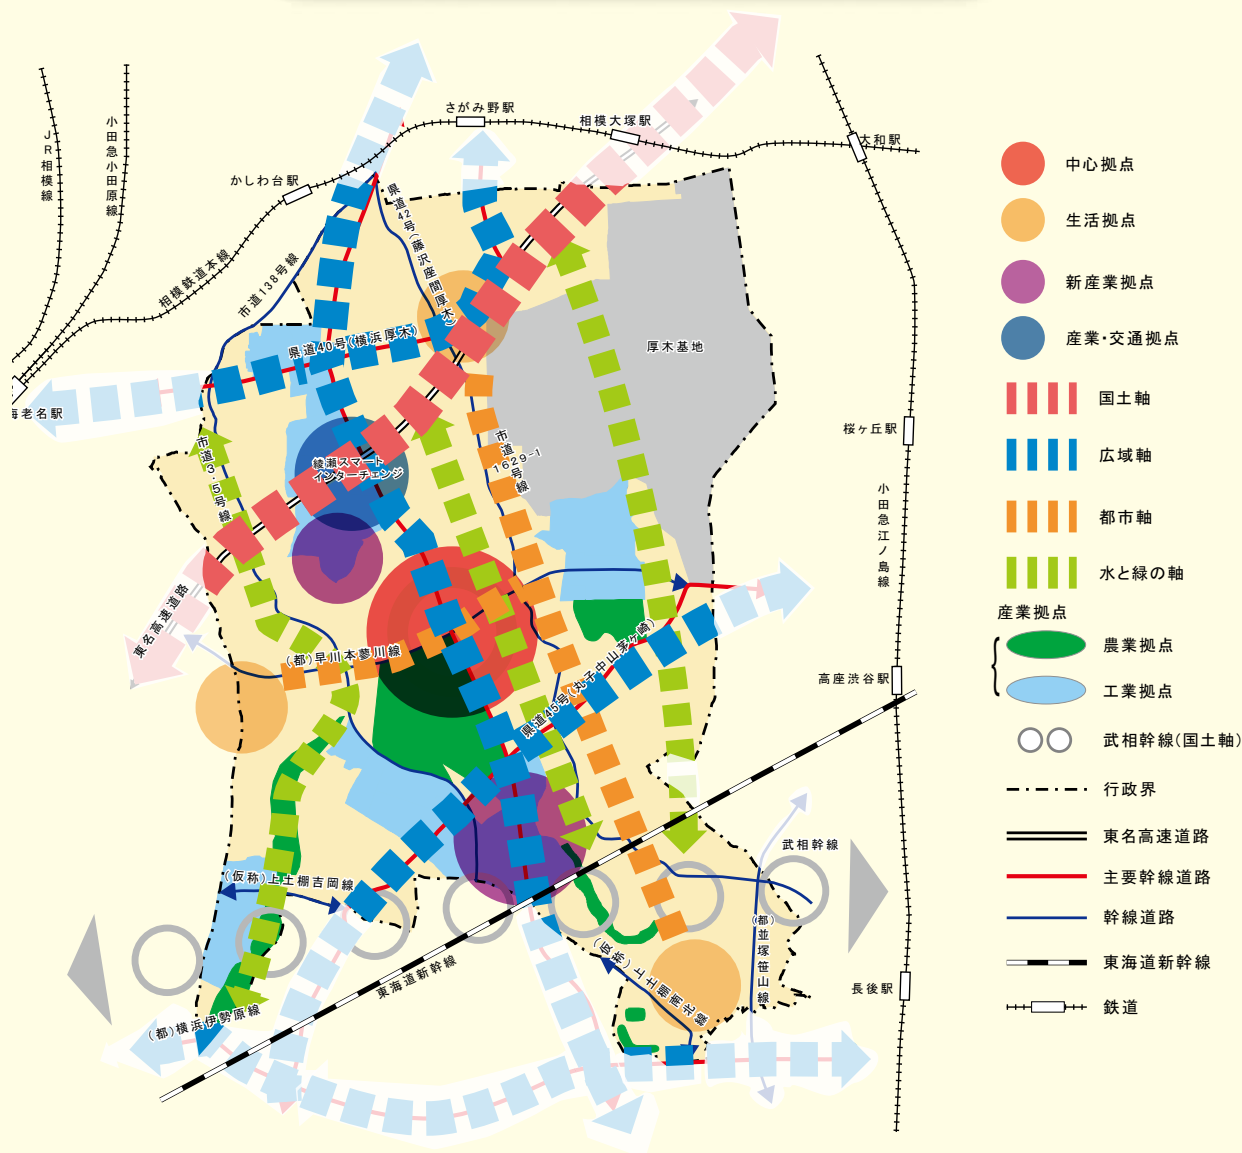 さがみ野駅
相模大塚駅
大和駅
小田急小田原線
JR相模線
かしわ台駅
県道42号(藤沢座間厚木)
相模鉄道本線
市道138号線
中心拠点
生活拠点
新産業拠点
産業・交通拠点
県道40号(横浜厚木)
厚木基地
海老名駅
国土軸
桜ヶ丘駅
市道3・5号線
市道1629-1号線
綾瀬スマート
インターチェンジ
広域軸
小田急江ノ島線
都市軸
水と緑の軸
東名高速道路
産業拠点
(都)早川本蓼川線
県道45号(丸子中山茅ケ崎)
農業拠点
高座渋谷駅
工業拠点
武相幹線(国土軸)
行政界
東名高速道路
武相幹線
主要幹線道路
(仮称)上土棚吉岡線
幹線道路
(都)並塚笹山線
東海道新幹線
東海道新幹線
(仮称)上土棚南北線
長後駅
鉄道
(都)横浜伊勢原線